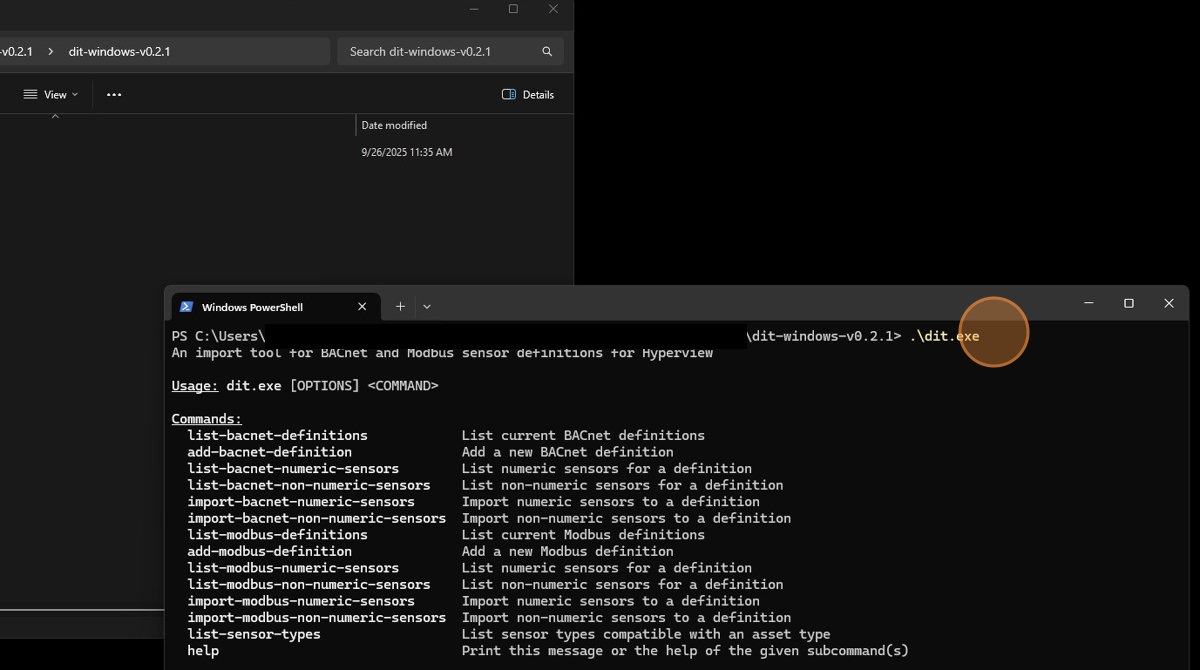 -v0.2.1 > dit-windows-v0.2.1
Search dit-windows-v0.2.1
View
Details
Date modified
9/26/2025 11:35 AM
Windows PowerShell
PS C:\Users\ \dit-windows-v0.2.1> .\dit.exe
An import tool for BACnet and Modbus sensor definitions for Hyperview
Usage: dit.exe [OPTIONS] <COMMAND>
Commands:
list-bacnet-definitions List current BACnet definitions
add-bacnet-definition Add a new BACnet definition
list-bacnet-numeric-sensors List numeric sensors for a definition
list-bacnet-non-numeric-sensors List non-numeric sensors for a definition
import-bacnet-numeric-sensors Import numeric sensors to a definition
import-bacnet-non-numeric-sensors Import non-numeric sensors to a definition
list-modbus-definitions List current Modbus definitions
add-modbus-definition Add a new Modbus definition
list-modbus-numeric-sensors List numeric sensors for a definition
list-modbus-non-numeric-sensors List non-numeric sensors for a definition
import-modbus-numeric-sensors Import numeric sensors to a definition
import-modbus-non-numeric-sensors Import non-numeric sensors to a definition
list-sensor-types List sensor types compatible with an asset type
help Print this message or the help of the given subcommand(s)